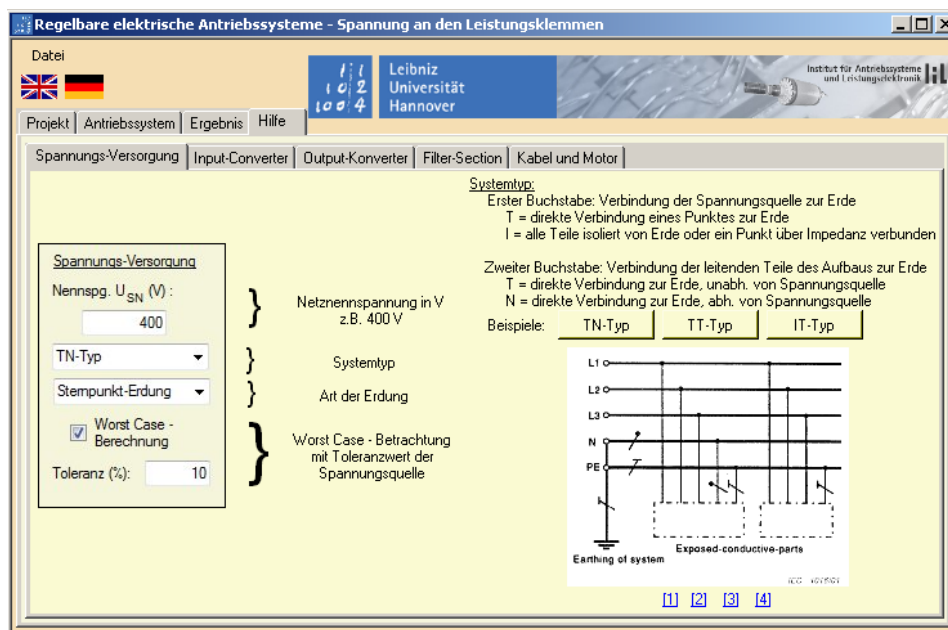 Regelbare elektrische Antriebssysteme - Spannung an den Leistungsklemmen
Datei
Leibniz
Universität
Hannover
Institut für Antriebssysteme
und Leistungselektronik
Projekt Antriebssystem Ergebnis Hilfe
Spannungs-Versorgung Input-Converter Output-Konverter Filter-Section Kabel und Motor
Systemtyp:
Erster Buchstabe: Verbindung der Spannungsquelle zur Erde
T = direkte Verbindung eines Punktes zur Erde
I = alle Teile isoliert von Erde oder ein Punkt über Impedanz verbunden
Zweiter Buchstabe: Verbindung der leitenden Teile des Aufbaus zur Erde
T = direkte Verbindung zur Erde, unabh. von Spannungsquelle
N = direkte Verbindung zur Erde, abh. von Spannungsquelle
Beispiele: TN-Typ TT-Typ IT-Typ
Spannungs-Versorgung
Nennspg. U_SN (V) :
400
TN-Typ
Sternpunkt-Erdung
Worst Case -
Berechnung
Toleranz (%): 10
Netznennspannung in V
z.B. 400 V
Systemtyp
Art der Erdung
Worst Case - Betrachtung
mit Toleranzwert der
Spannungsquelle
L1
L2
L3
N
PE
Earthing of system
Exposed-conductive-parts
[1] [2] [3] [4]